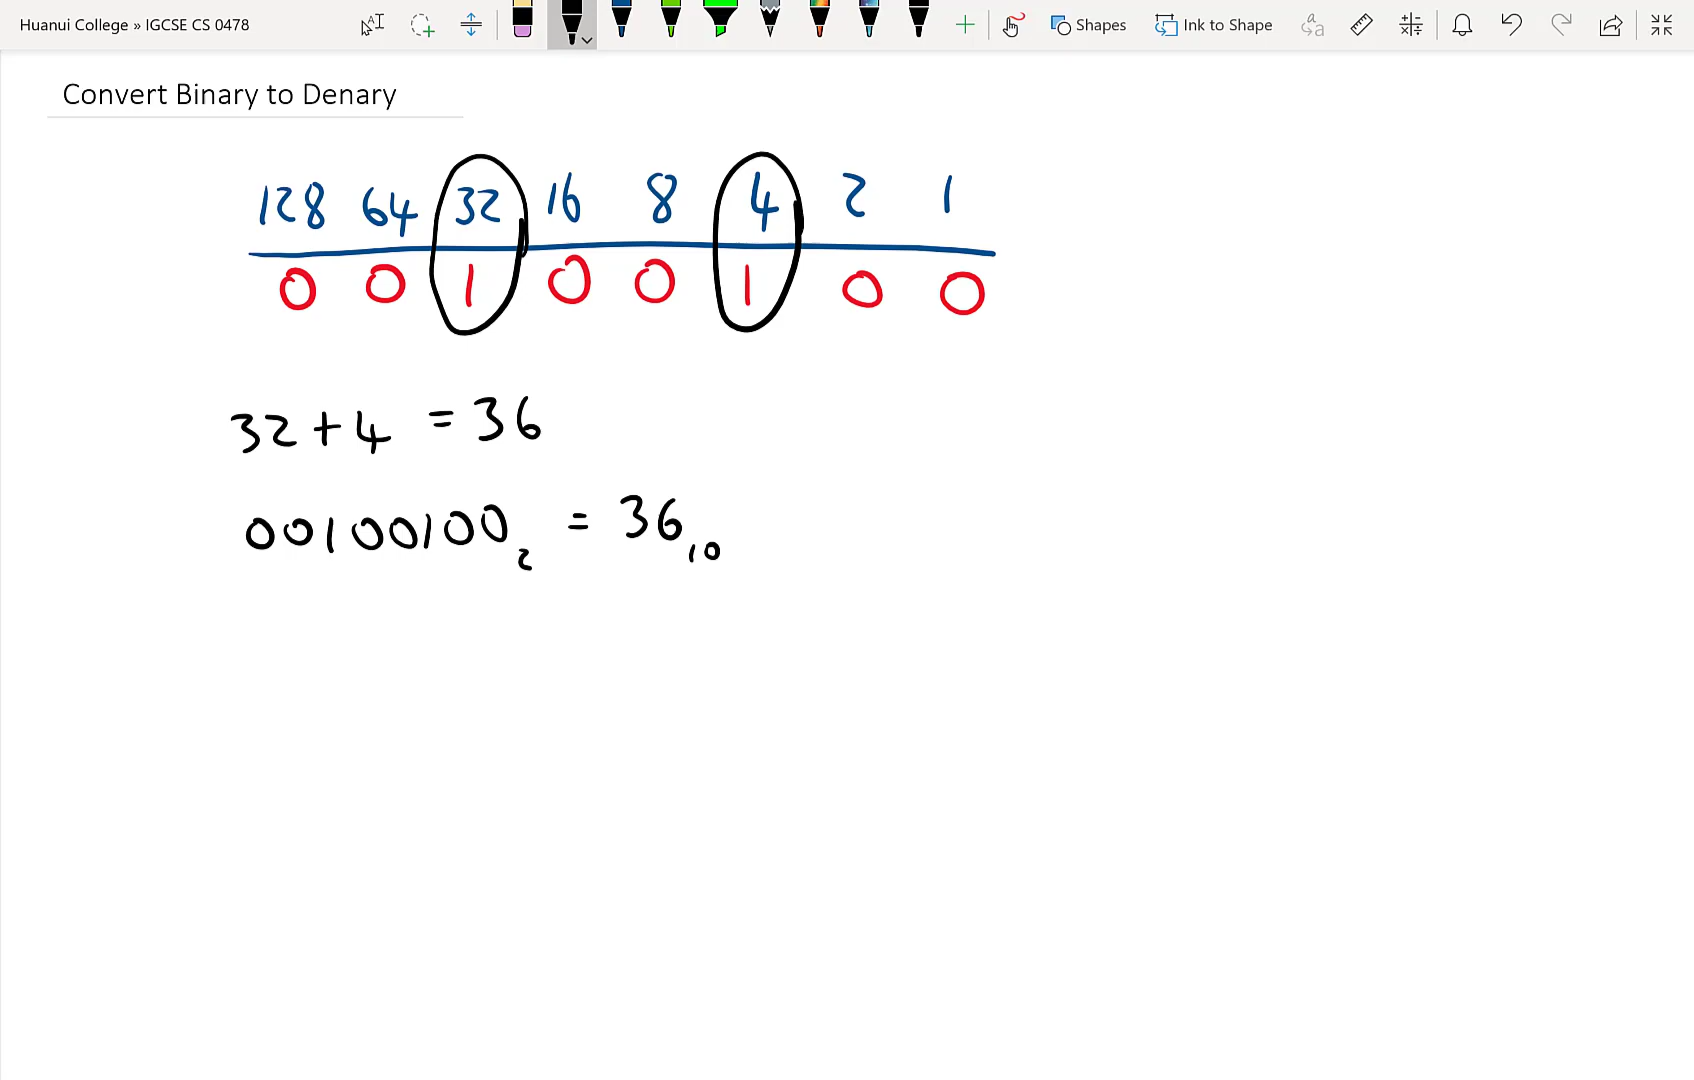 Huanui College » IGCSE CS 0478
Shapes
Ink to Shape
Convert Binary to Denary
128 64 32 16 8 4 2 1
0 0 1 0 0 1 0 0
32 + 4 = 36
00100100₂ = 36₁₀